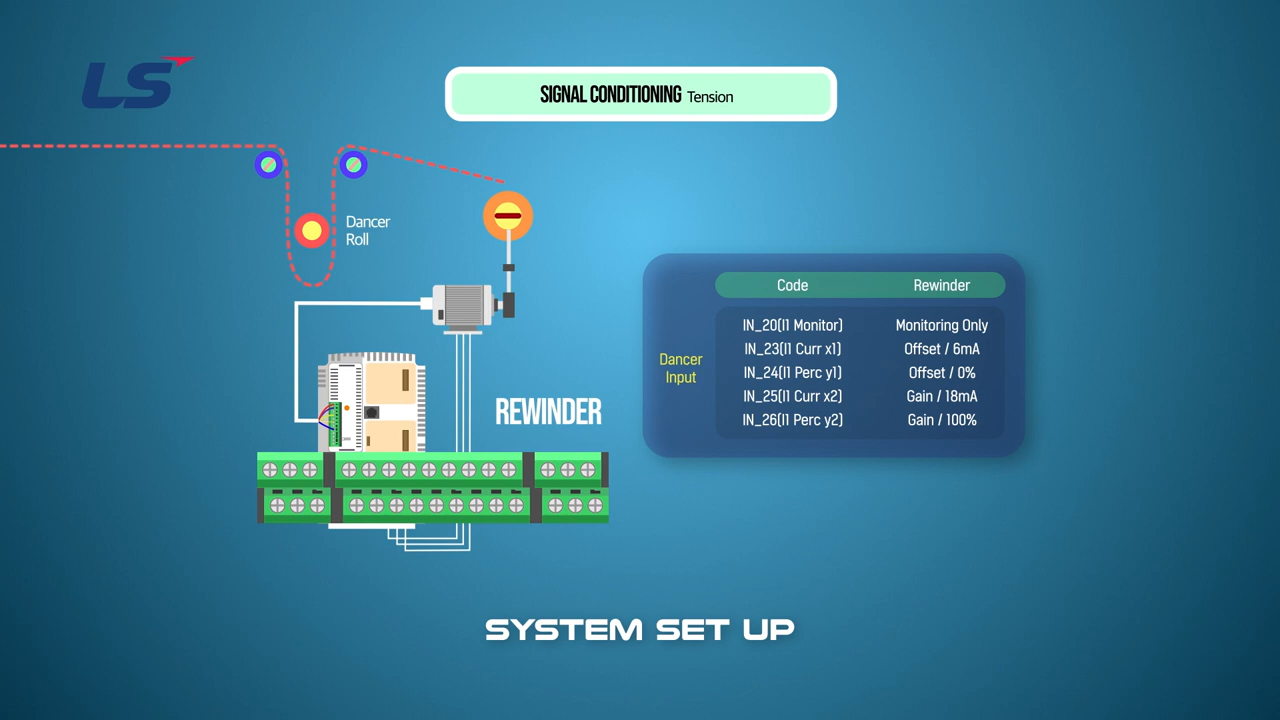 LS
SIGNAL CONDITIONING Tension
Dancer
Roll
Code Rewinder
IN_20(I1 Monitor) Monitoring Only
IN_23(I1 Curr x1) Offset / 6mA
Dancer
Input
IN_24(I1 Perc y1) Offset / 0%
IN_25(I1 Curr x2) Gain / 18mA
IN_26(I1 Perc y2) Gain / 100%
REWINDER
SYSTEM SET UP